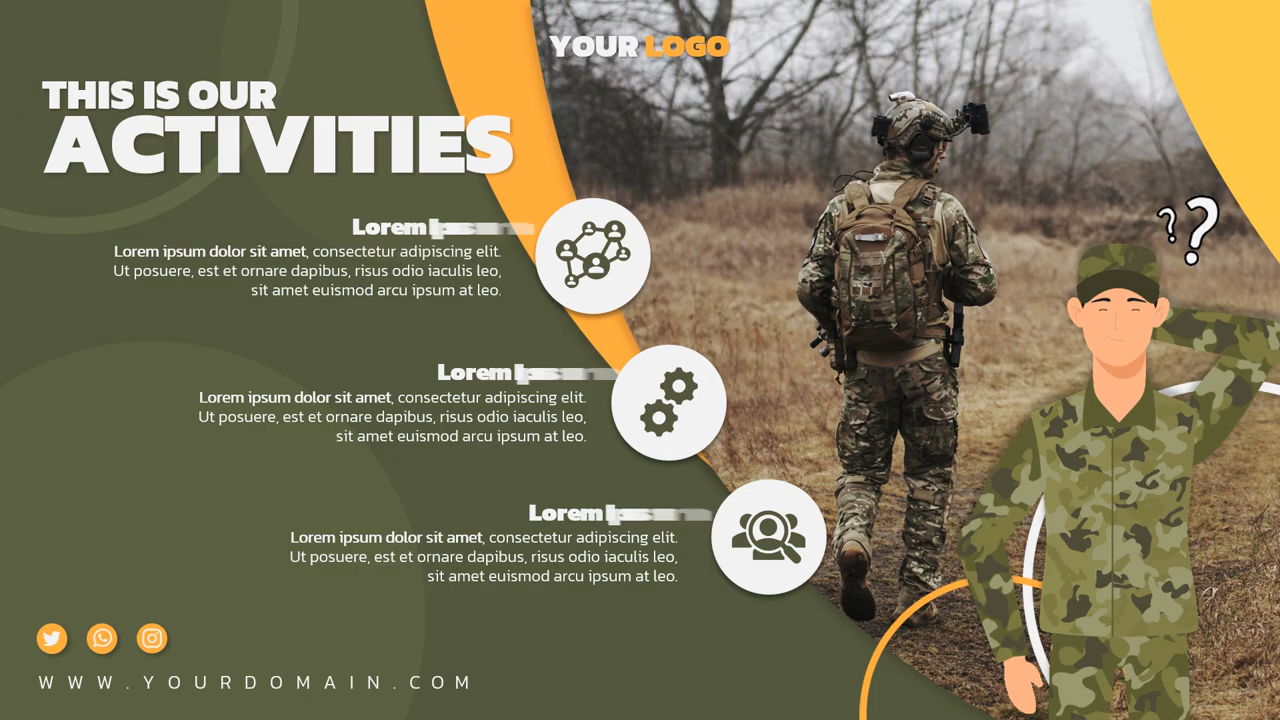 YOUR LOGO
THIS IS OUR
ACTIVITIES
Lorem
Lorem ipsum dolor sit amet, consectetur adipiscing elit.
Ut posuere, est et ornare dapibus, risus odio iaculis leo,
sit amet euismod arcu ipsum at leo.
Lorem
Lorem ipsum dolor sit amet, consectetur adipiscing elit.
Ut posuere, est et ornare dapibus, risus odio iaculis leo,
sit amet euismod arcu ipsum at leo.
Lorem
Lorem ipsum dolor sit amet, consectetur adipiscing elit.
Ut posuere, est et ornare dapibus, risus odio iaculis leo,
sit amet euismod arcu ipsum at leo.
??
WWW.YOURDOMAIN.COM